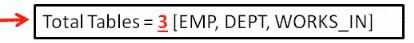 Total Tables = 3 [EMP, DEPT, WORKS_IN]